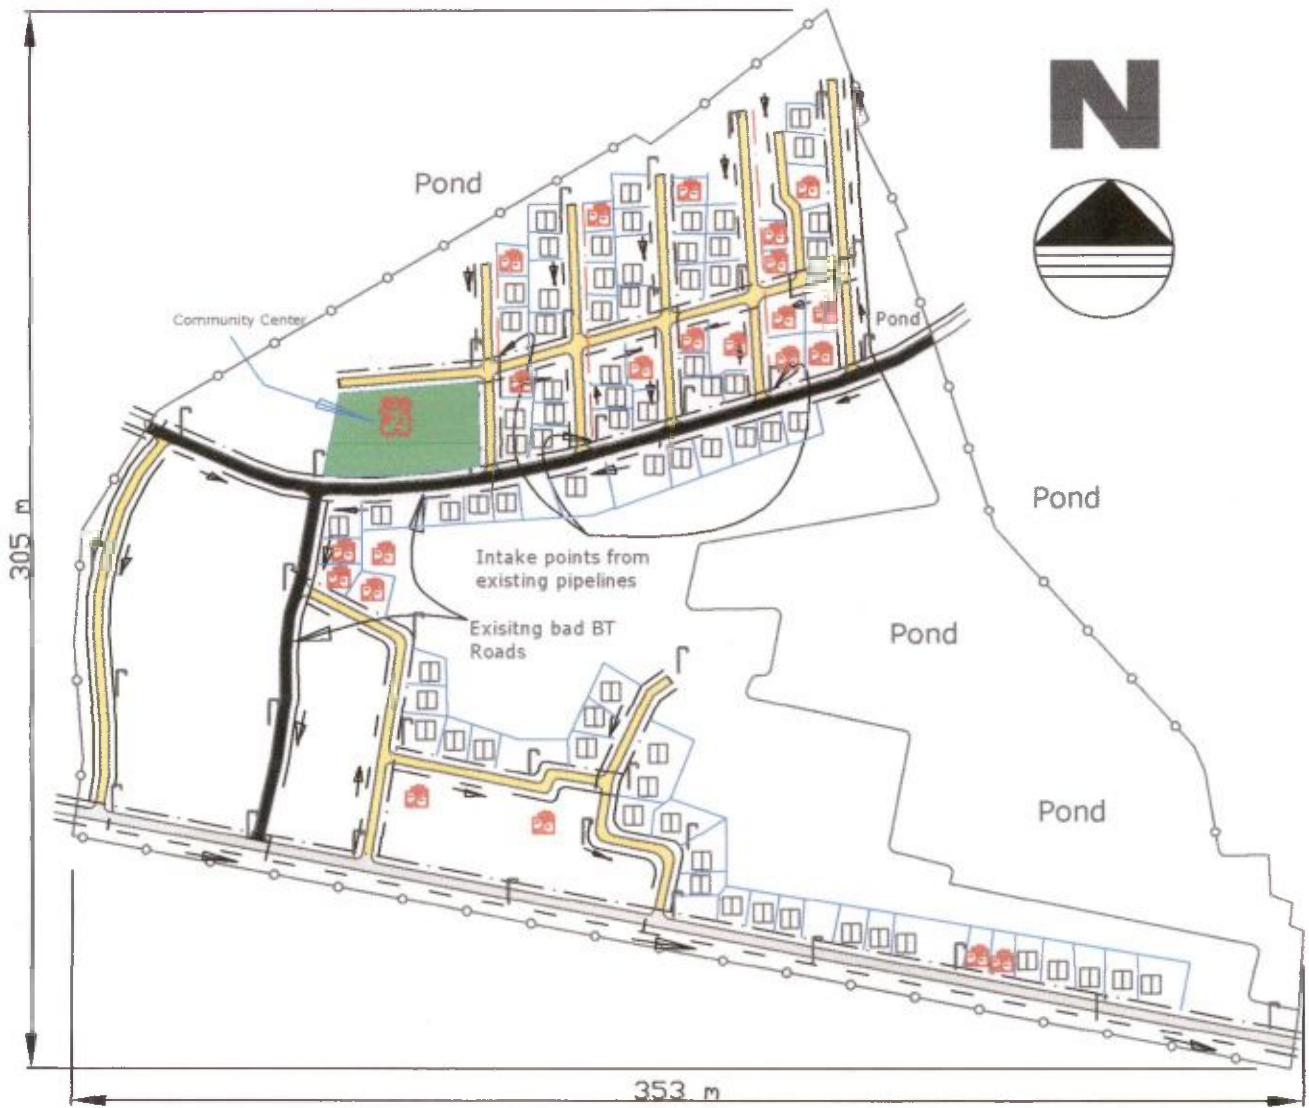 N
Pond
Community Center
Pond
305 m
Pond
Intake points from
existing pipelines
Exisitng bad BT
Roads
Pond
Pond
353 m